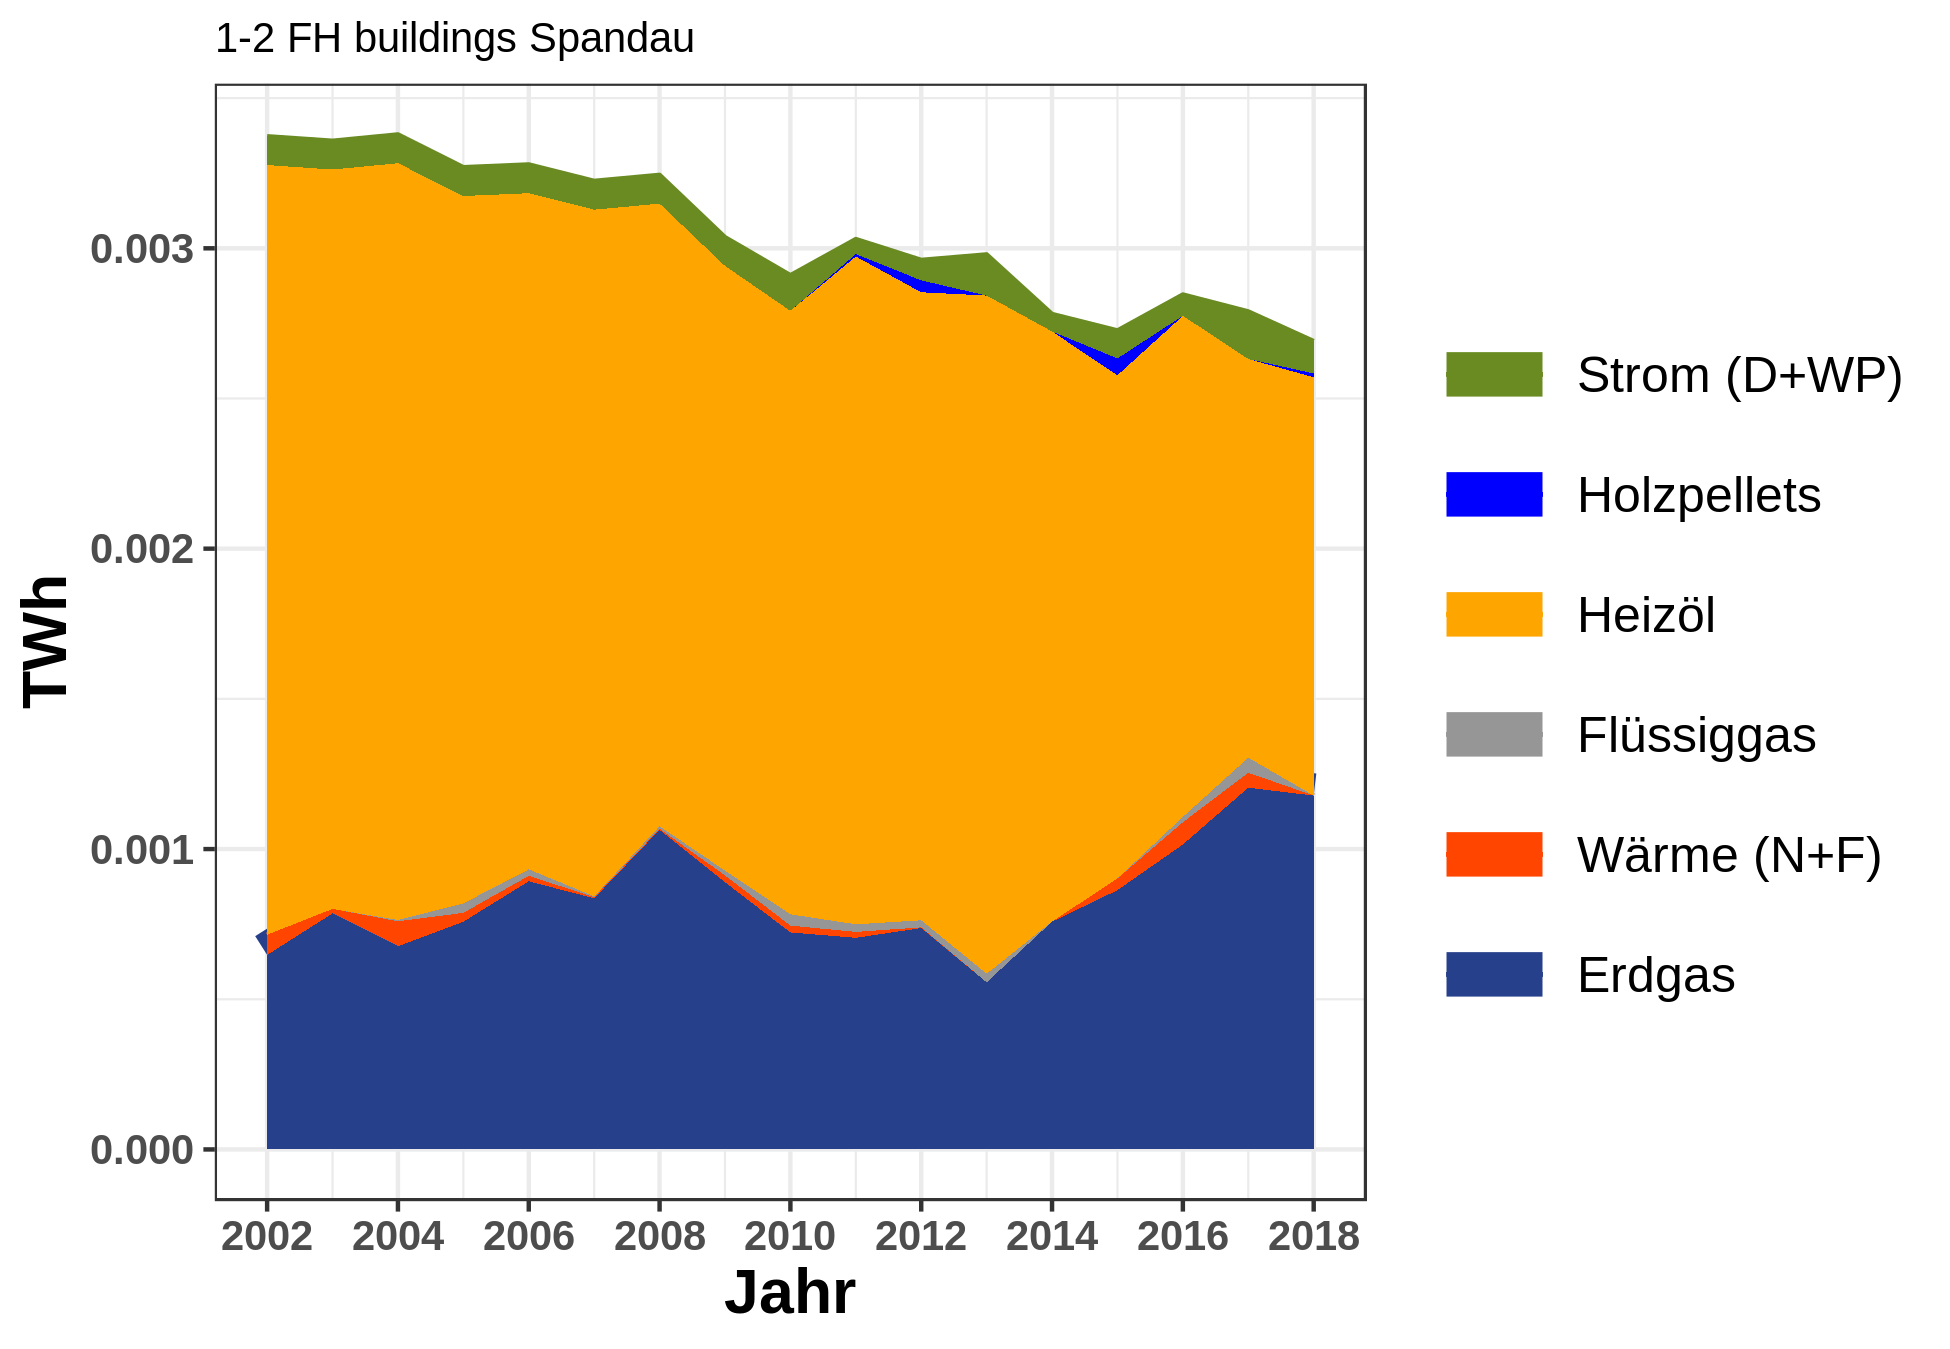 1-2 FH buildings Spandau
TWh
0.003
0.002
0.001
0.000
2002 2004 2006 2008 2010 2012 2014 2016 2018
Jahr
Strom (D+WP)
Holzpellets
Heizöl
Flüssiggas
Wärme (N+F)
Erdgas